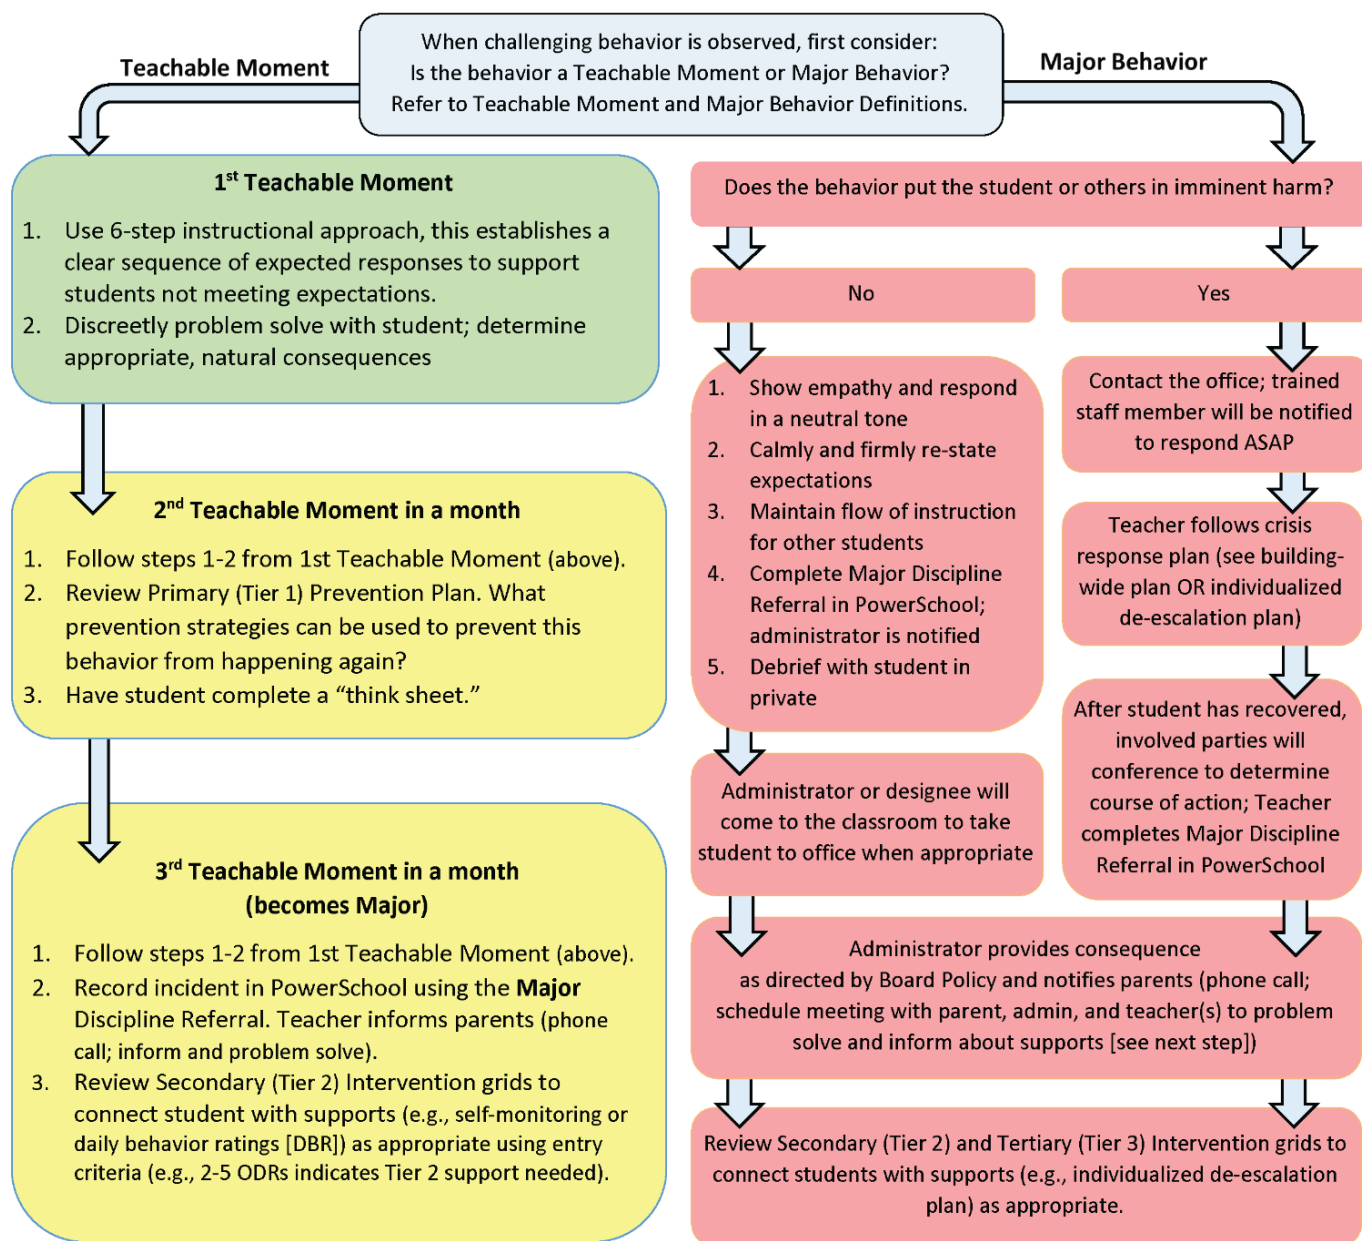 When challenging behavior is observed, first consider:
Is the behavior a Teachable Moment or Major Behavior?
Refer to Teachable Moment and Major Behavior Definitions.
Teachable Moment
Major Behavior
1st Teachable Moment
1. Use 6-step instructional approach, this establishes a
clear sequence of expected responses to support
students not meeting expectations.
2. Discreetly problem solve with student; determine
appropriate, natural consequences
2nd Teachable Moment in a month
1. Follow steps 1-2 from 1st Teachable Moment (above).
2. Review Primary (Tier 1) Prevention Plan. What
prevention strategies can be used to prevent this
behavior from happening again?
3. Have student complete a “think sheet.”
3rd Teachable Moment in a month
(becomes Major)
1. Follow steps 1-2 from 1st Teachable Moment (above).
2. Record incident in PowerSchool using the Major
Discipline Referral. Teacher informs parents (phone
call; inform and problem solve).
3. Review Secondary (Tier 2) Intervention grids to
connect student with supports (e.g., self-monitoring or
daily behavior ratings [DBR]) as appropriate using entry
criteria (e.g., 2-5 ODRs indicates Tier 2 support needed).
Does the behavior put the student or others in imminent harm?
No
1. Show empathy and respond
in a neutral tone
2. Calmly and firmly re-state
expectations
3. Maintain flow of instruction
for other students
4. Complete Major Discipline
Referral in PowerSchool;
administrator is notified
5. Debrief with student in
private
Administrator or designee will
come to the classroom to take
student to office when appropriate
Yes
Contact the office; trained
staff member will be notified
to respond ASAP
Teacher follows crisis
response plan (see building-
wide plan OR individualized
de-escalation plan)
After student has recovered,
involved parties will
conference to determine
course of action; Teacher
completes Major Discipline
Referral in PowerSchool
Administrator provides consequence
as directed by Board Policy and notifies parents (phone call;
schedule meeting with parent, admin, and teacher(s) to problem
solve and inform about supports [see next step])
Review Secondary (Tier 2) and Tertiary (Tier 3) Intervention grids to
connect students with supports (e.g., individualized de-escalation
plan) as appropriate.